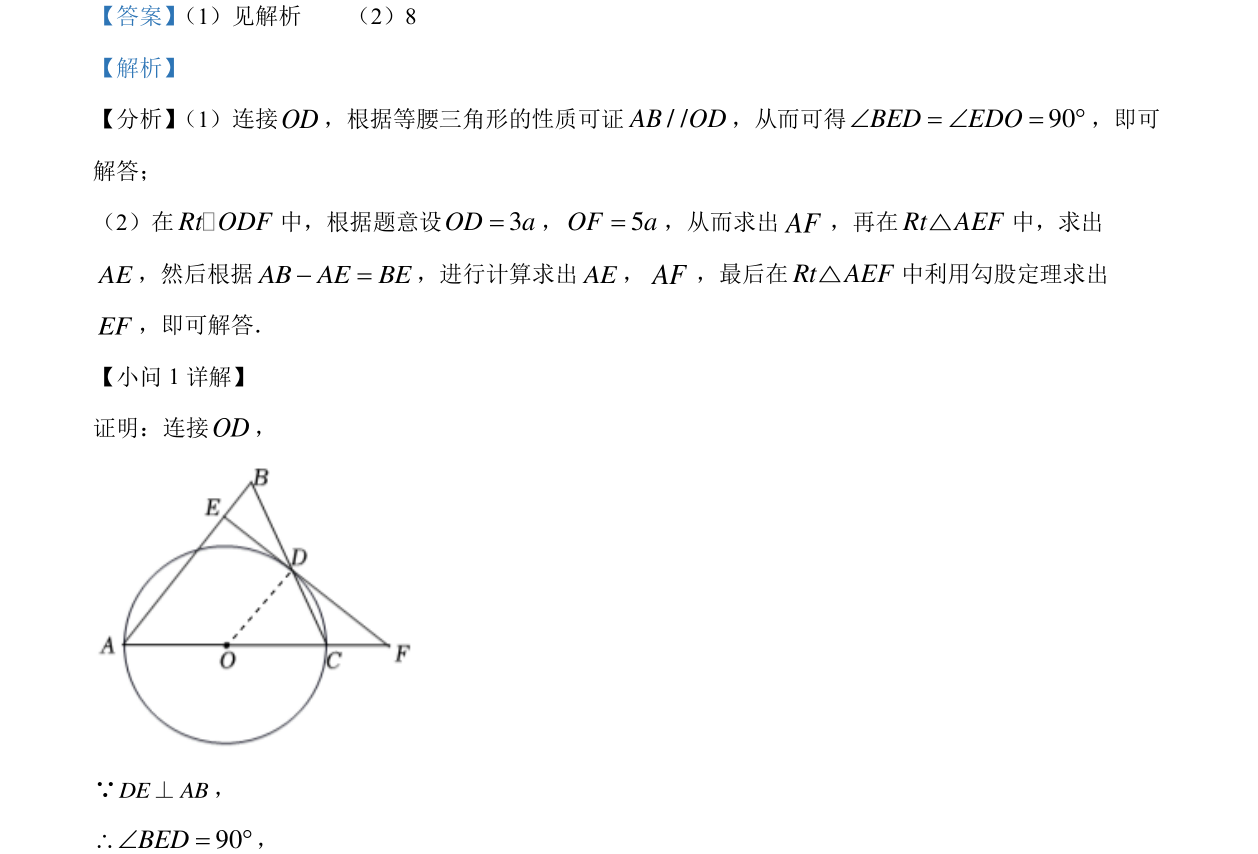 【答案】（1）见解析 （2）8
【解析】
【分析】（1）连接OD，根据等腰三角形的性质可证AB//OD，从而可得∠BED=∠EDO=90°，即可
解答；
（2）在Rt□ODF中，根据题意设OD=3a，OF=5a，从而求出AF，再在Rt△AEF中，求出
AE，然后根据AB−AE=BE，进行计算求出AE，AF，最后在Rt△AEF中利用勾股定理求出
EF，即可解答．
【小问1详解】
证明：连接OD，
B
E
D
A
O
C
F
∵DE⊥AB，
∴∠BED=90°，